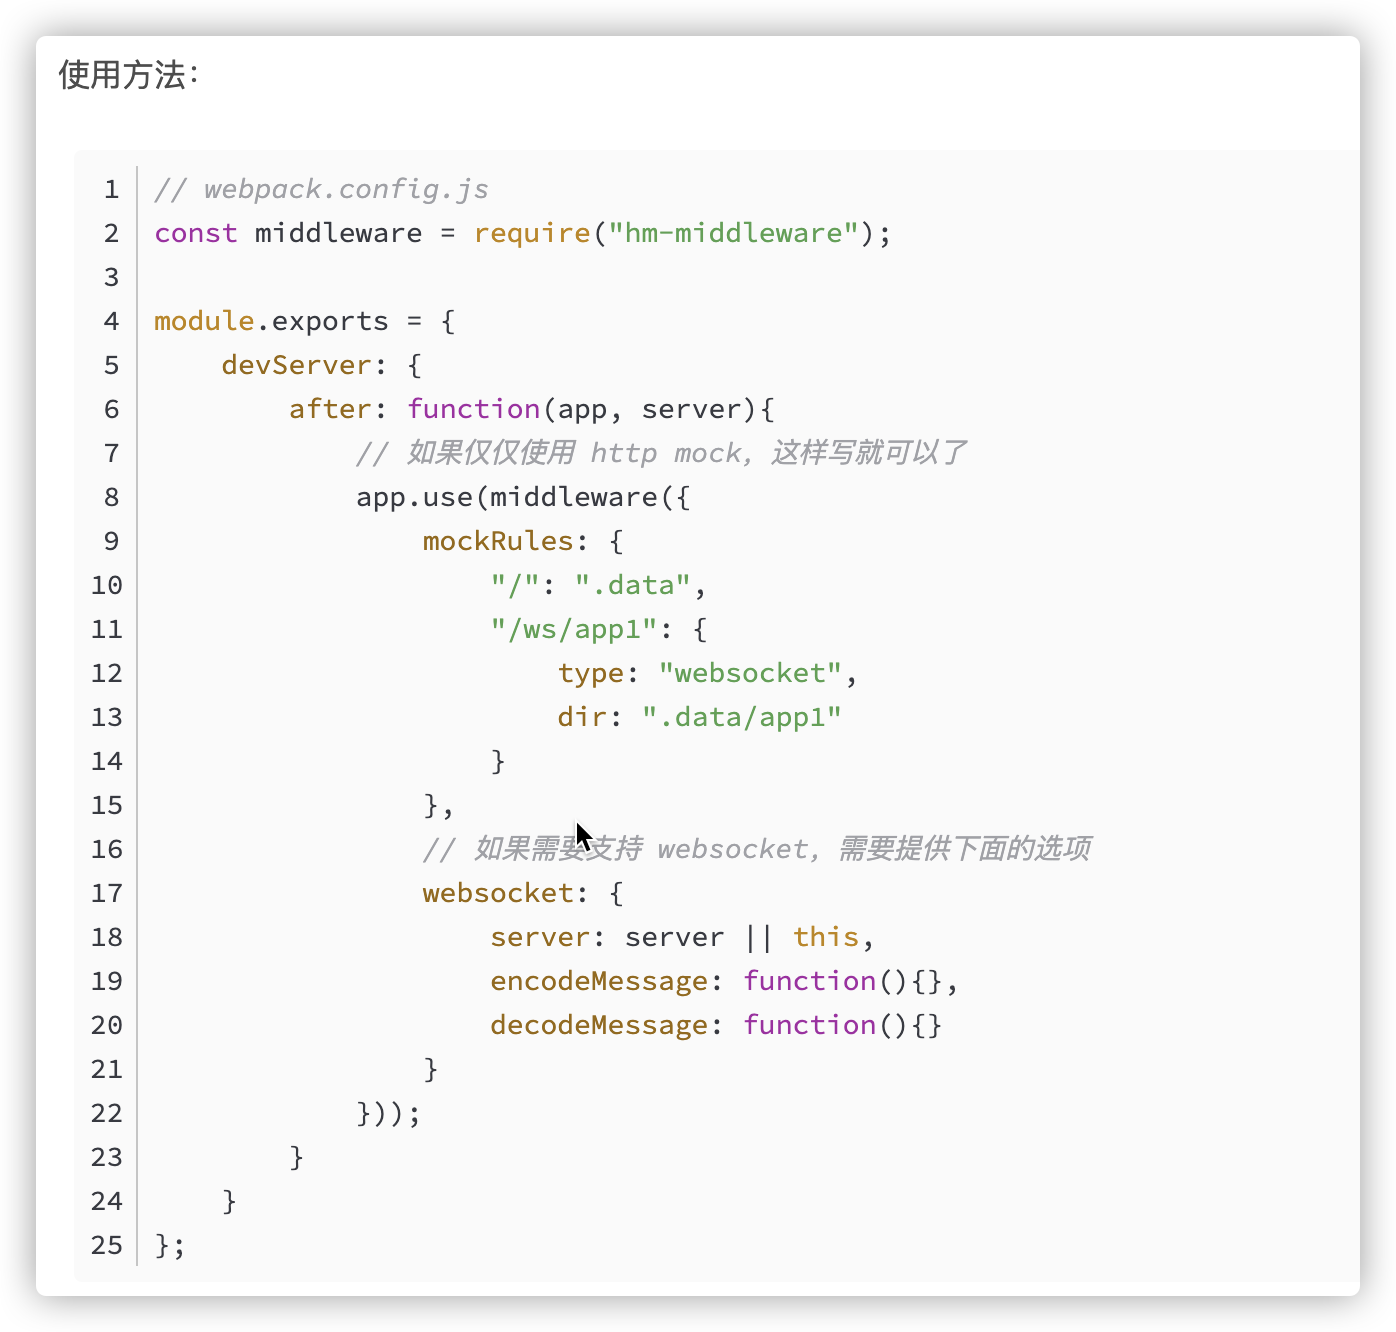 使用方法：
1 // webpack.config.js
2 const middleware = require("hm-middleware");
3
4 module.exports = {
5     devServer: {
6         after: function(app, server){
7             // 如果仅仅使用 http mock, 这样写就可以了
8             app.use(middleware({
9                 mockRules: {
10                     "/": ".data",
11                     "/ws/app1": {
12                         type: "websocket",
13                         dir: ".data/app1"
14                     }
15                 },
16                 // 如果需要支持 websocket, 需要提供下面的选项
17                 websocket: {
18                     server: server || this,
19                     encodeMessage: function(){},
20                     decodeMessage: function(){}
21                 }
22             }));
23         }
24     }
25 };